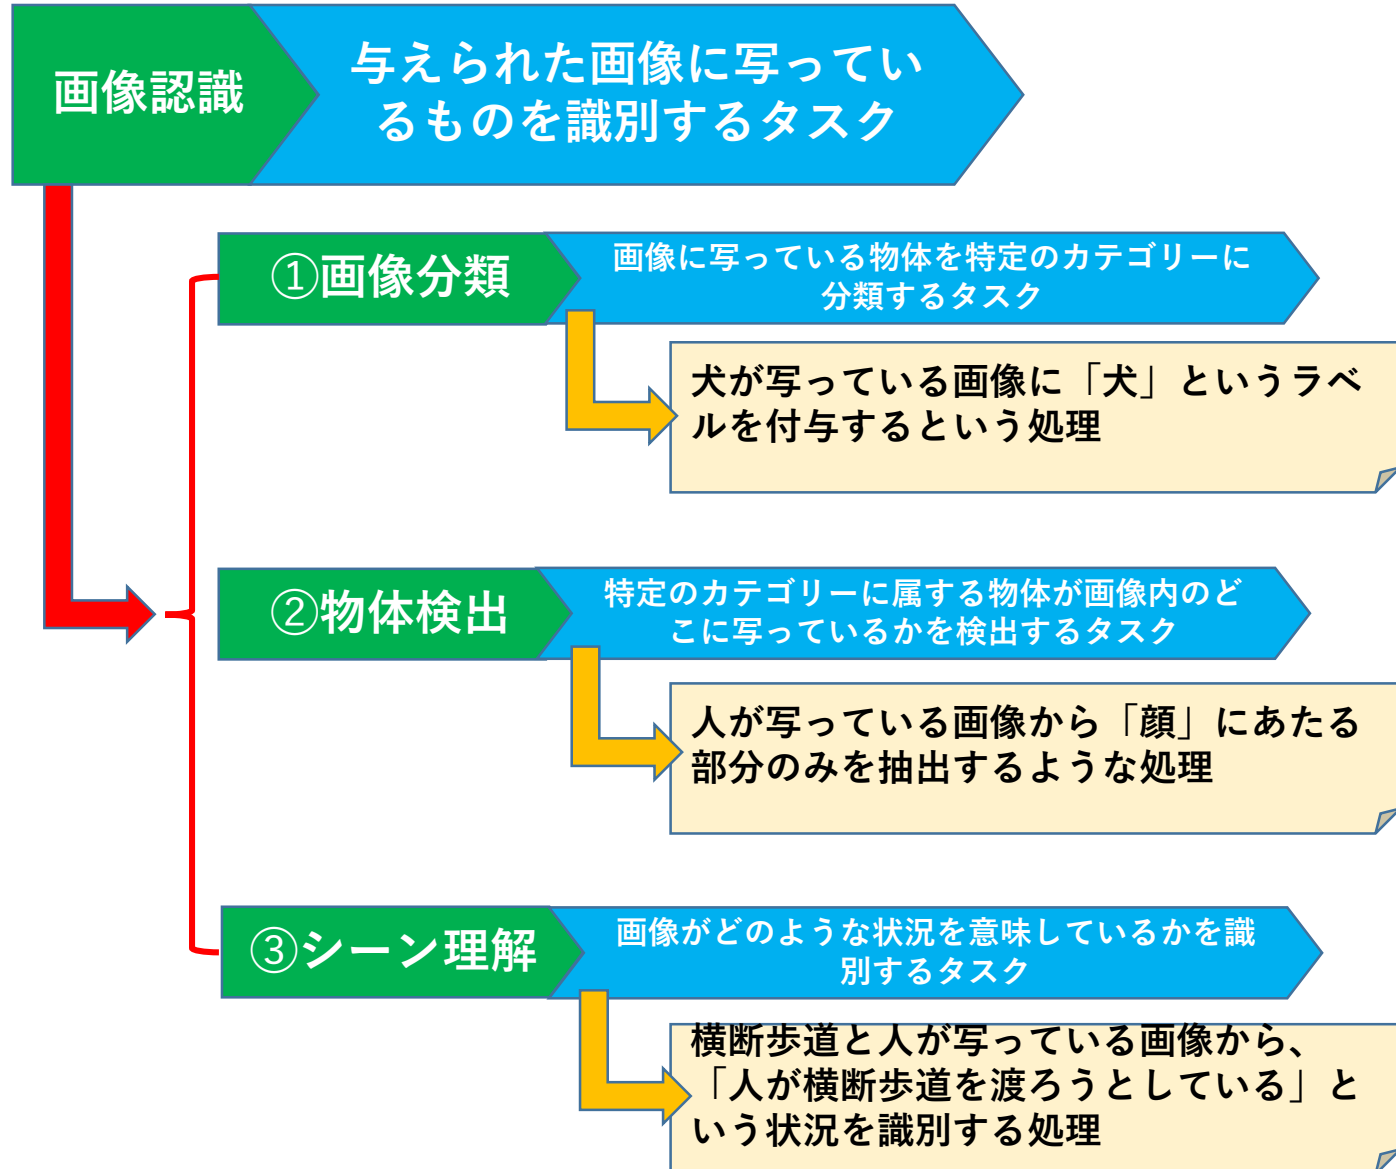 画像認識
与えられた画像に写ってい
るものを識別するタスク
①画像分類
画像に写っている物体を特定のカテゴリーに
分類するタスク
犬が写っている画像に「犬」というラベ
ルを付与するという処理
②物体検出
特定のカテゴリーに属する物体が画像内のど
こに写っているかを検出するタスク
人が写っている画像から「顔」にあたる
部分のみを抽出するような処理
③シーン理解
画像がどのような状況を意味しているかを識
別するタスク
横断歩道と人が写っている画像から、
「人が横断歩道を渡ろうとしている」と
いう状況を識別する処理